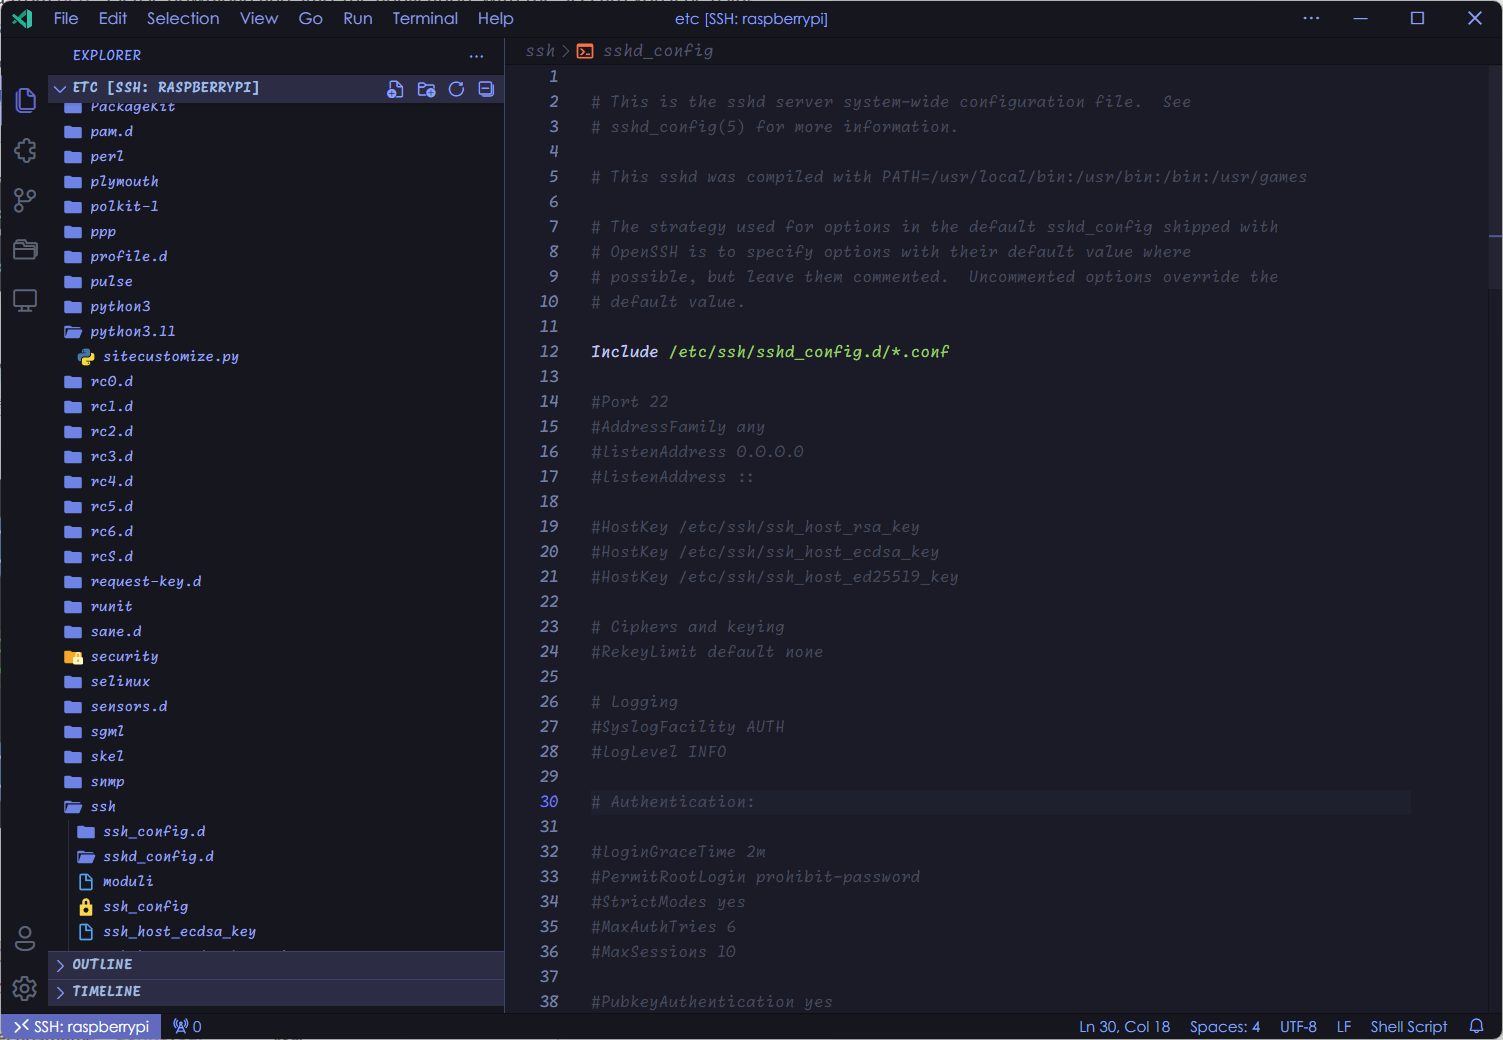 File Edit Selection View Go Run Terminal Help
etc [SSH: raspberrypi]
EXPLORER
ETC [SSH: RASPBERRYPI]
PackageKit
pam.d
perl
plymouth
polkit-1
ppp
profile.d
pulse
python3
python3.11
sitecustomize.py
rc0.d
rc1.d
rc2.d
rc3.d
rc4.d
rc5.d
rc6.d
rcS.d
request-key.d
runit
sane.d
security
selinux
sensors.d
sgml
skel
snmp
ssh
ssh_config.d
sshd_config.d
moduli
ssh_config
ssh_host_ecdsa_key
OUTLINE
TIMELINE
ssh > sshd_config
1
2 # This is the sshd server system-wide configuration file.  See
3 # sshd_config(5) for more information.
4
5 # This sshd was compiled with PATH=/usr/local/bin:/usr/bin:/bin:/usr/games
6
7 # The strategy used for options in the default sshd_config shipped with
8 # OpenSSH is to specify options with their default value where
9 # possible, but leave them commented.  Uncommented options override the
10 # default value.
11
12 Include /etc/ssh/sshd_config.d/*.conf
13
14 #Port 22
15 #AddressFamily any
16 #ListenAddress 0.0.0.0
17 #ListenAddress ::
18
19 #HostKey /etc/ssh/ssh_host_rsa_key
20 #HostKey /etc/ssh/ssh_host_ecdsa_key
21 #HostKey /etc/ssh/ssh_host_ed25519_key
22
23 # Ciphers and keying
24 #RekeyLimit default none
25
26 # Logging
27 #SyslogFacility AUTH
28 #LogLevel INFO
29
30 # Authentication:
31
32 #LoginGraceTime 2m
33 #PermitRootLogin prohibit-password
34 #StrictModes yes
35 #MaxAuthTries 6
36 #MaxSessions 10
37
38 #PubkeyAuthentication yes
SSH: raspberrypi 0
Ln 30, Col 18 Spaces: 4 UTF-8 LF Shell Script